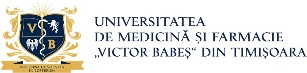 V B
UNIVERSITATEA
DE MEDICINĂ ȘI FARMACIE
„VICTOR BABEȘ” DIN TIMIȘOARA